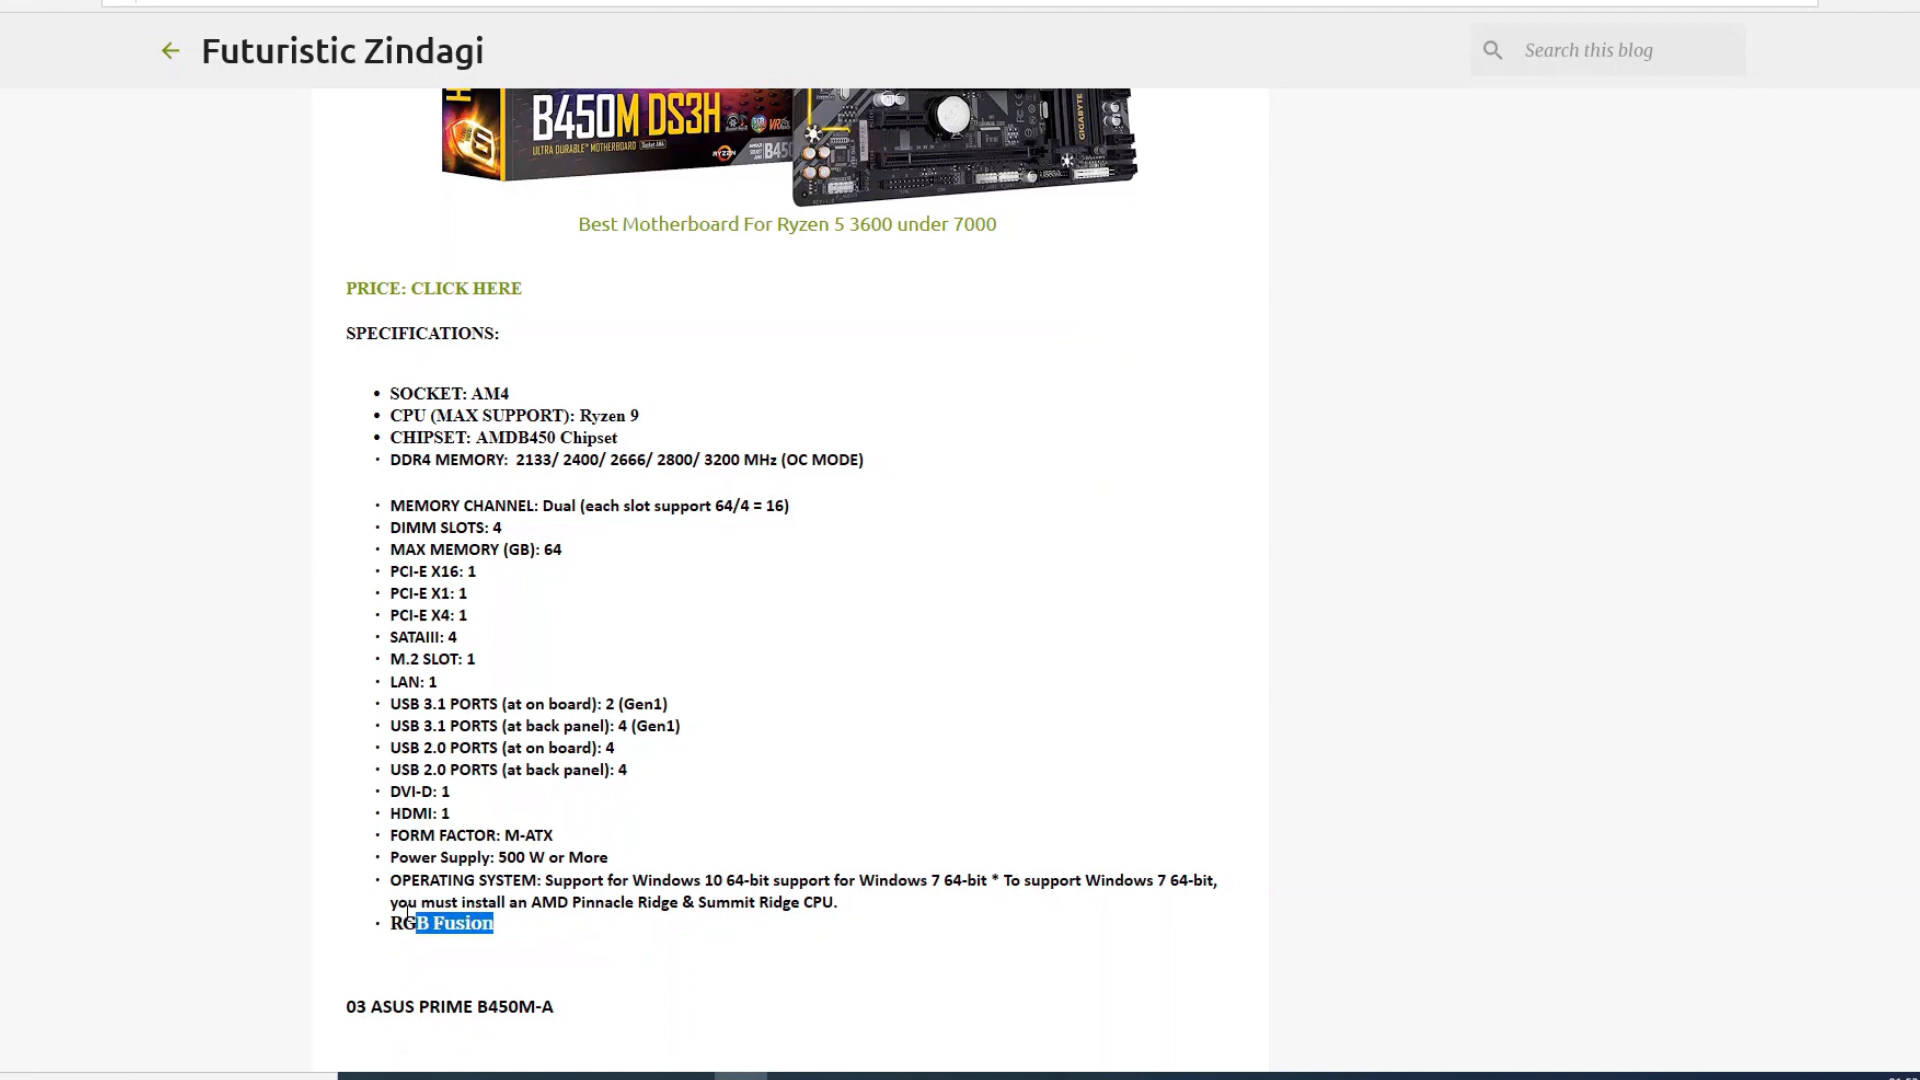 Futuristic Zindagi
Search this blog
B450M DS3H
ULTRA DURABLE™ MOTHERBOARD
RYZEN
B450
GIGABYTE
Best Motherboard For Ryzen 5 3600 under 7000
PRICE: CLICK HERE
SPECIFICATIONS:
• SOCKET: AM4
• CPU (MAX SUPPORT): Ryzen 9
• CHIPSET: AMDB450 Chipset
• DDR4 MEMORY: 2133/ 2400/ 2666/ 2800/ 3200 MHz (OC MODE)
• MEMORY CHANNEL: Dual (each slot support 64/4 = 16)
• DIMM SLOTS: 4
• MAX MEMORY (GB): 64
• PCI-E X16: 1
• PCI-E X1: 1
• PCI-E X4: 1
• SATAIII: 4
• M.2 SLOT: 1
• LAN: 1
• USB 3.1 PORTS (at on board): 2 (Gen1)
• USB 3.1 PORTS (at back panel): 4 (Gen1)
• USB 2.0 PORTS (at on board): 4
• USB 2.0 PORTS (at back panel): 4
• DVI-D: 1
• HDMI: 1
• FORM FACTOR: M-ATX
• Power Supply: 500 W or More
• OPERATING SYSTEM: Support for Windows 10 64-bit support for Windows 7 64-bit * To support Windows 7 64-bit,
you must install an AMD Pinnacle Ridge & Summit Ridge CPU.
• RGB Fusion
03 ASUS PRIME B450M-A